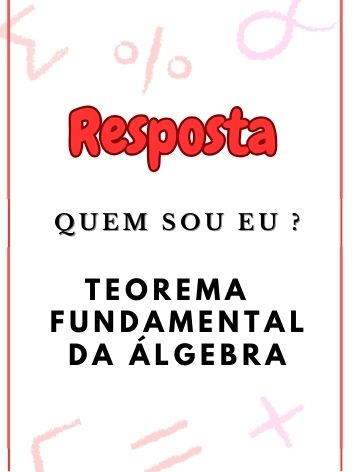 Resposta
QUEM SOU EU ?
TEOREMA
FUNDAMENTAL
DA ÁLGEBRA